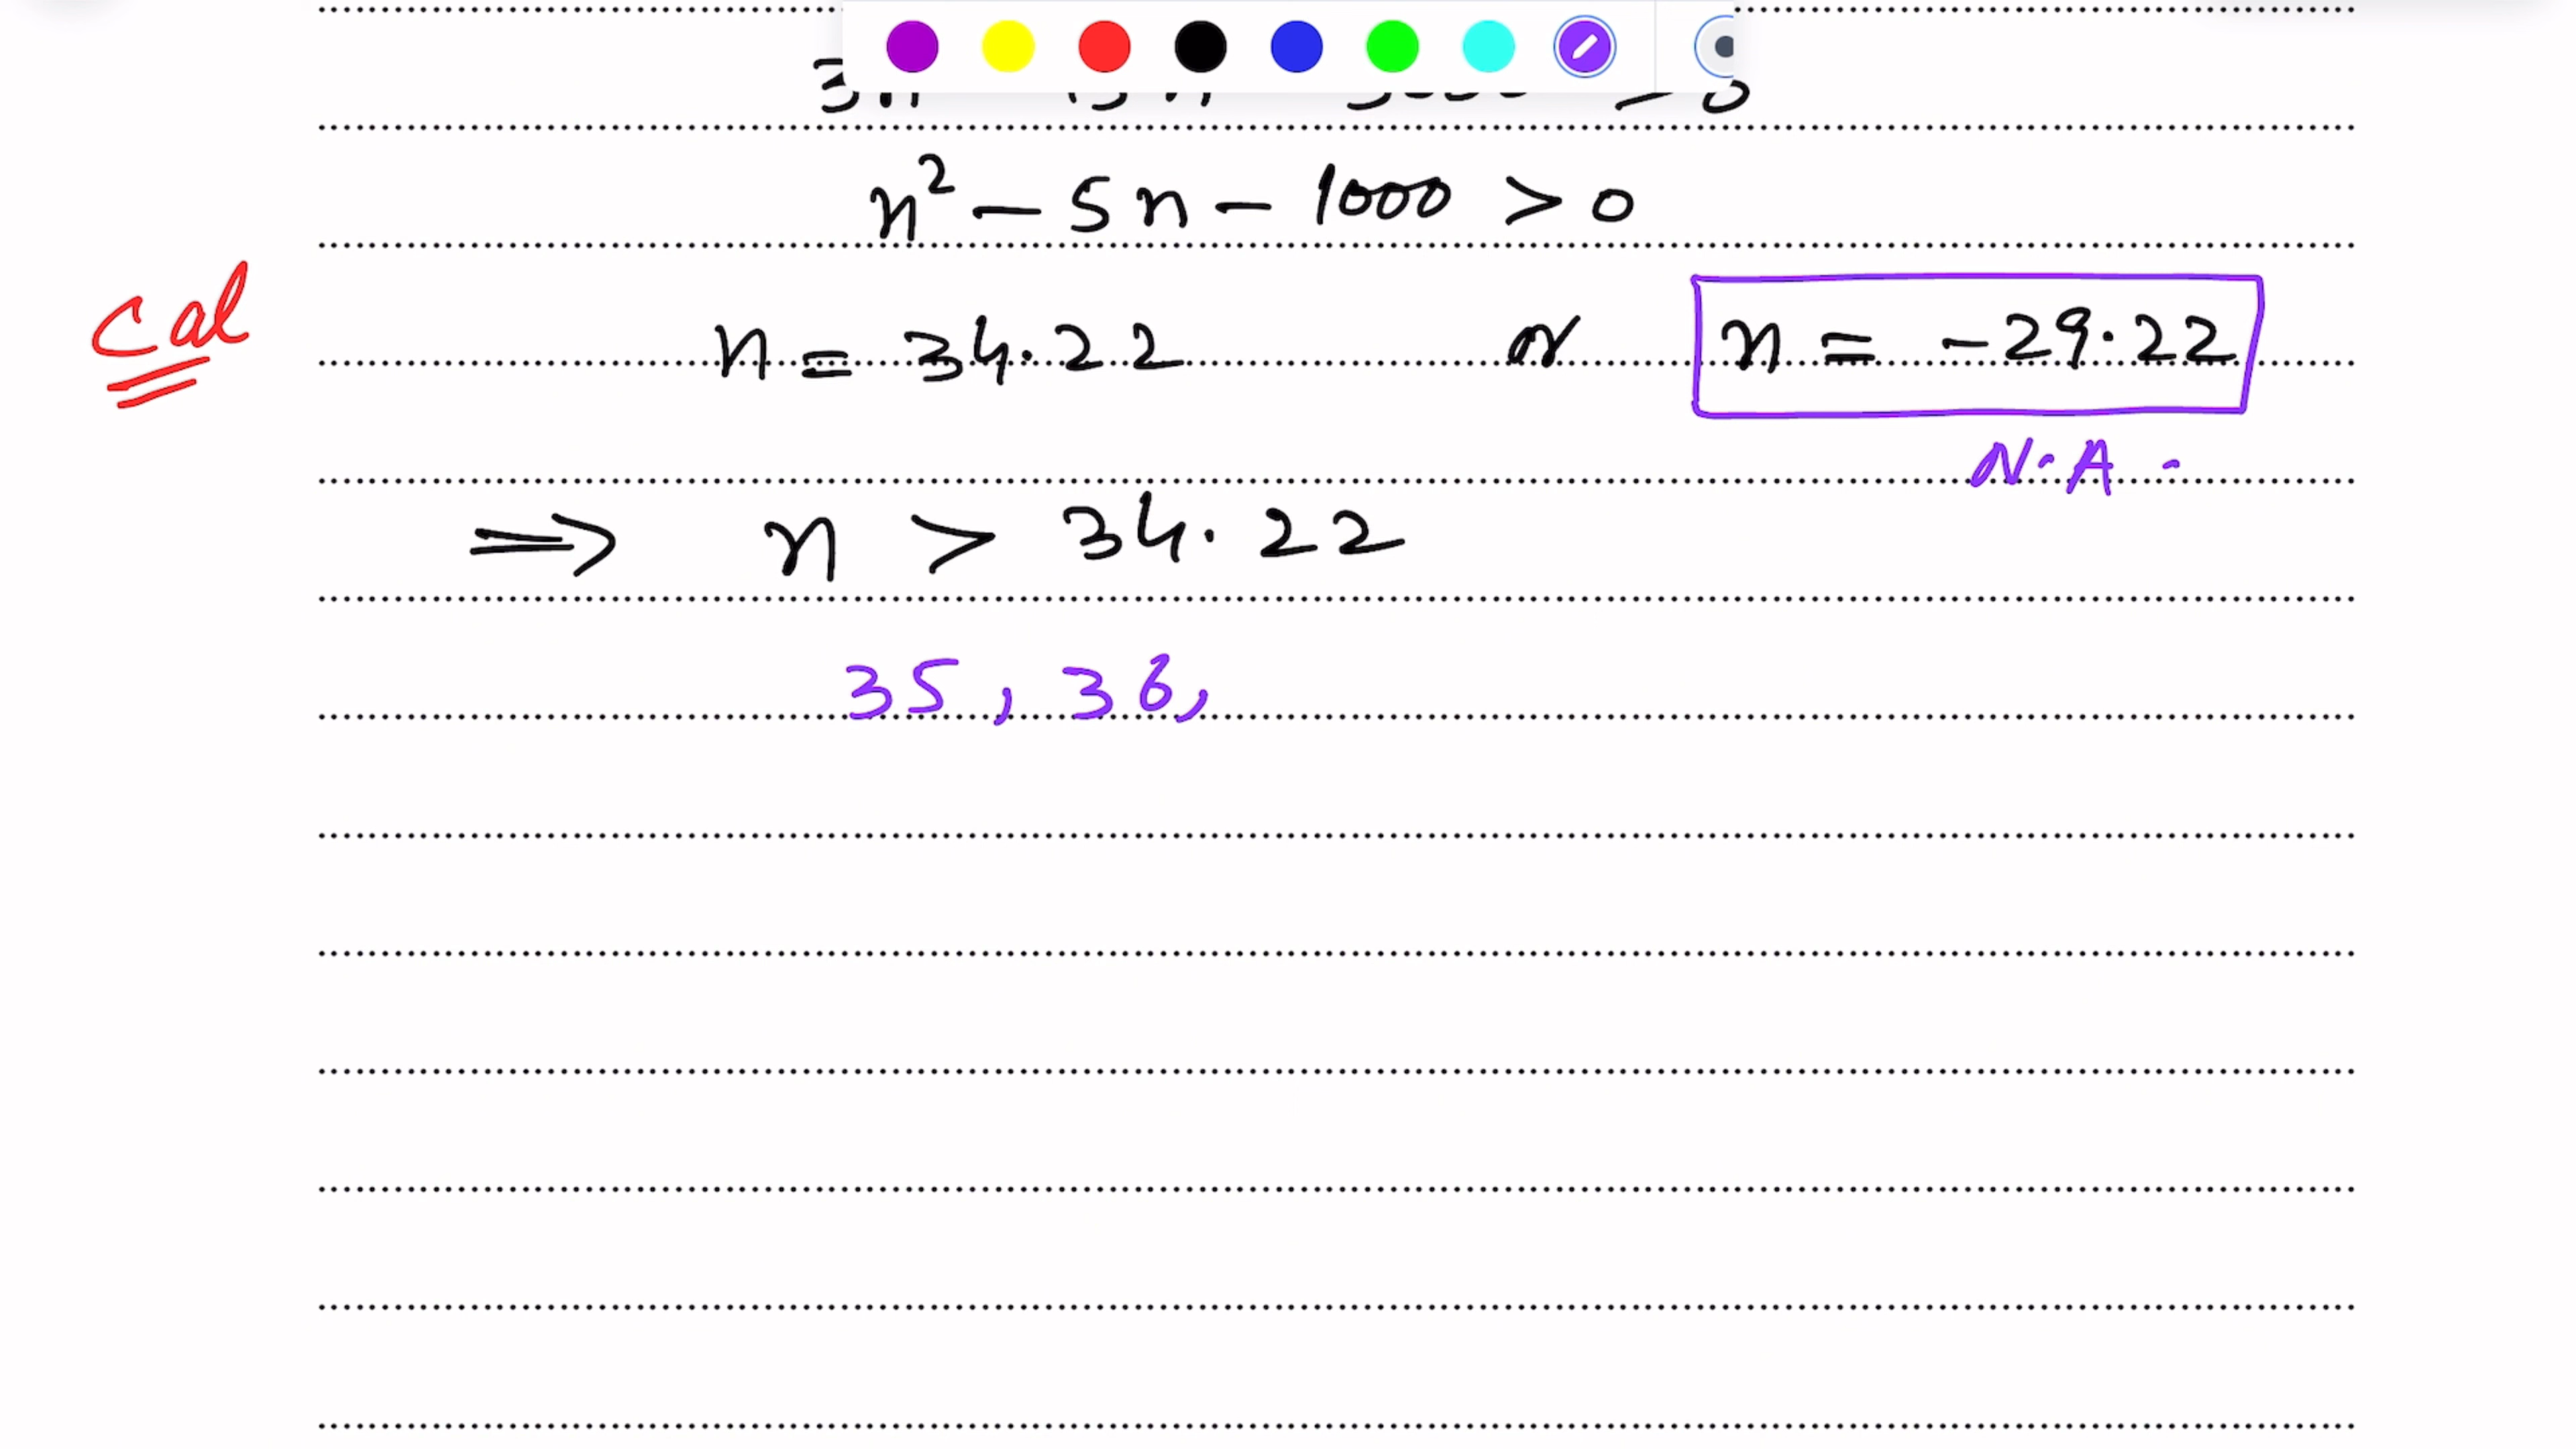 n² - 5n - 1000 > 0
Cal
n = 34.22 or n = -29.22
N.A.
⇒ n > 34.22
35, 36,